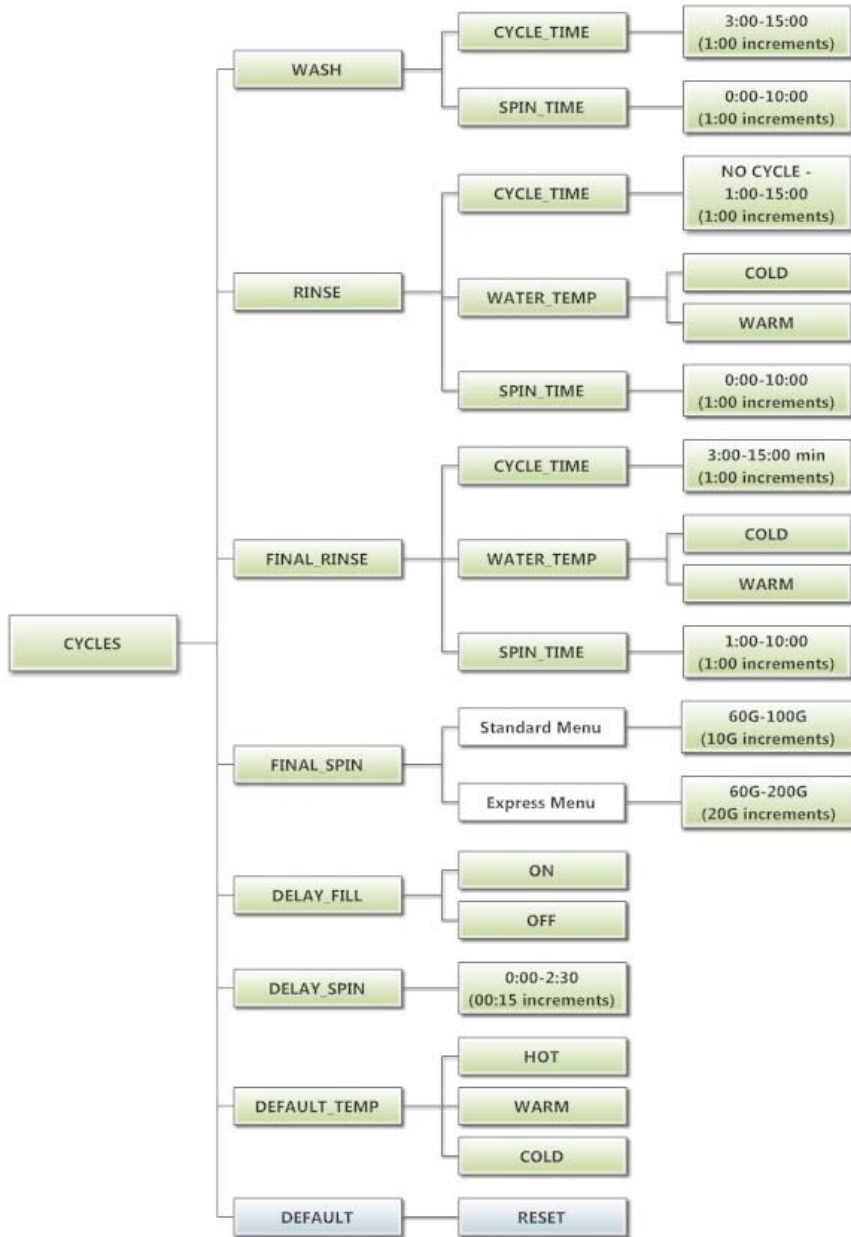 CYCLES
WASH
CYCLE_TIME
3:00-15:00
(1:00 increments)
SPIN_TIME
0:00-10:00
(1:00 increments)
RINSE
CYCLE_TIME
NO CYCLE -
1:00-15:00
(1:00 increments)
WATER_TEMP
COLD
WARM
SPIN_TIME
0:00-10:00
(1:00 increments)
FINAL_RINSE
CYCLE_TIME
3:00-15:00 min
(1:00 increments)
WATER_TEMP
COLD
WARM
SPIN_TIME
1:00-10:00
(1:00 increments)
FINAL_SPIN
Standard Menu
60G-100G
(10G increments)
Express Menu
60G-200G
(20G increments)
DELAY_FILL
ON
OFF
DELAY_SPIN
0:00-2:30
(00:15 increments)
DEFAULT_TEMP
HOT
WARM
COLD
DEFAULT
RESET